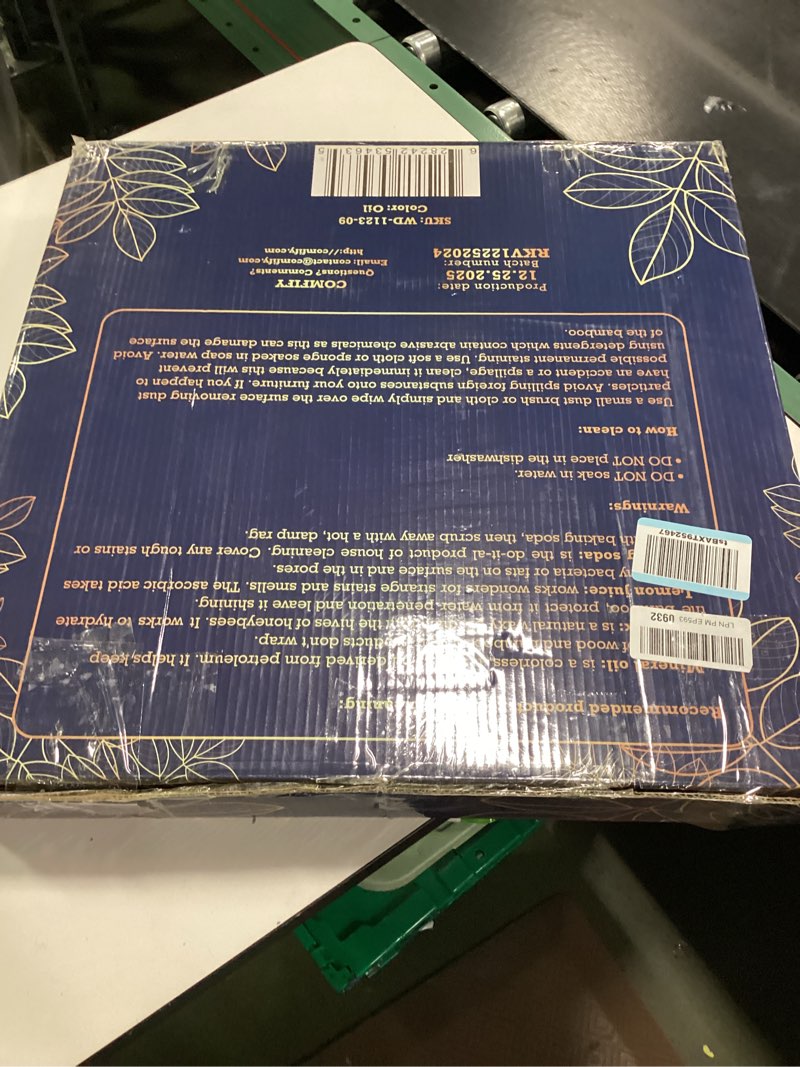 Recommended
Mineral oil: is a colorless, derived from petroleum. It helps keep
of wood and don't wrap.
is a natural the hives of honeybees. It works to hydrate
the protect it from water penetration and leave it shining.
Lemon juice: works wonders for strange stains and smells. The ascorbic acid takes
bacteria or fats on the surface and in the pores.
soda: is the do-it-al product of house cleaning. Cover any tough stains or
baking soda, then scrub away with a hot, damp rag.
Warnings:
• DO NOT soak in water.
• DO NOT place in the dishwasher
How to clean:
Use a small dust brush or cloth and simply wipe over the surface removing dust
particles. Avoid spilling foreign substances onto your furniture. If you happen to
have an accident or a spillage, clean it immediately because this will prevent
possible permanent staining. Use a soft cloth or sponge soaked in soap water. Avoid
using detergents which contain abrasive chemicals as this can damage the surface
of the bamboo.
Production date:
12.25.2025
Batch number:
RKV12252024
COMFIFY
Questions? Comments?
Email: contact@comfify.com
http://comfify.com
SKU: WD-1123-09
Color: Oil
6 28242 53463 5
LPN PM EP593 U932
tsBAXT9522467